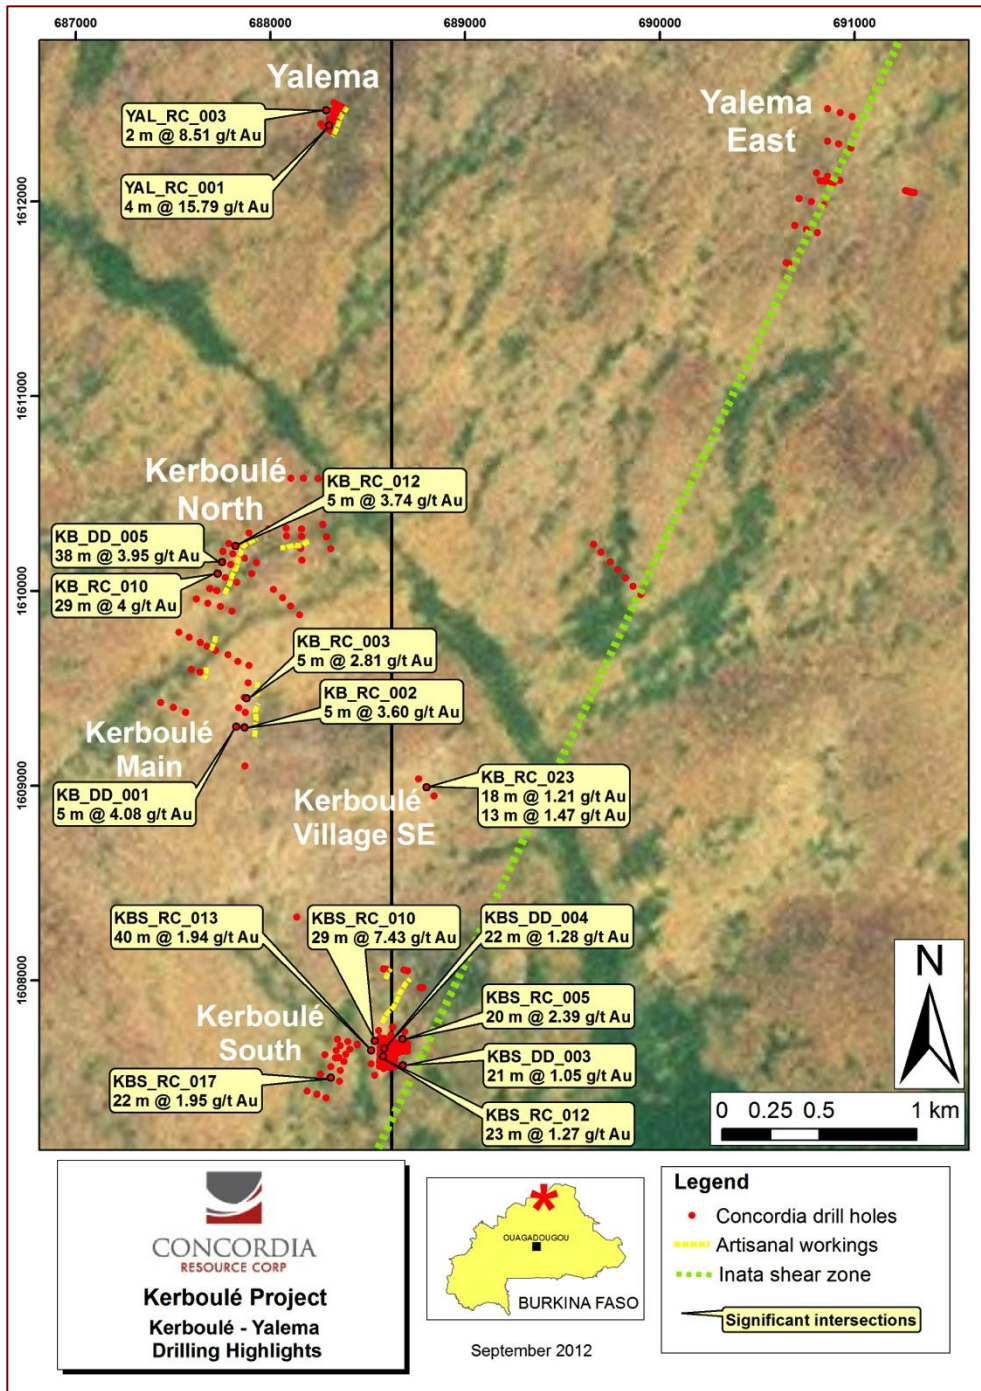 687000
688000
689000
690000
691000
Yalema
Yalema
East
YAL_RC_003
2 m @ 8.51 g/t Au
YAL_RC_001
4 m @ 15.79 g/t Au
1612000
1611000
Kerboulé
North
KB_RC_012
5 m @ 3.74 g/t Au
KB_DD_005
38 m @ 3.95 g/t Au
KB_RC_010
29 m @ 4 g/t Au
1610000
KB_RC_003
5 m @ 2.81 g/t Au
KB_RC_002
5 m @ 3.60 g/t Au
Kerboulé
Main
KB_DD_001
5 m @ 4.08 g/t Au
1609000
Kerboulé
Village SE
KB_RC_023
18 m @ 1.21 g/t Au
13 m @ 1.47 g/t Au
KBS_RC_013
40 m @ 1.94 g/t Au
KBS_RC_010
29 m @ 7.43 g/t Au
KBS_DD_004
22 m @ 1.28 g/t Au
1608000
KBS_RC_005
20 m @ 2.39 g/t Au
Kerboulé
South
KBS_DD_003
21 m @ 1.05 g/t Au
KBS_RC_017
22 m @ 1.95 g/t Au
KBS_RC_012
23 m @ 1.27 g/t Au
N
0 0.25 0.5 1 km
CONCORDIA
RESOURCE CORP
Kerboulé Project
Kerboulé - Yalema
Drilling Highlights
OUAGADOUGOU
BURKINA FASO
September 2012
Legend
Concordia drill holes
Artisanal workings
Inata shear zone
Significant intersections